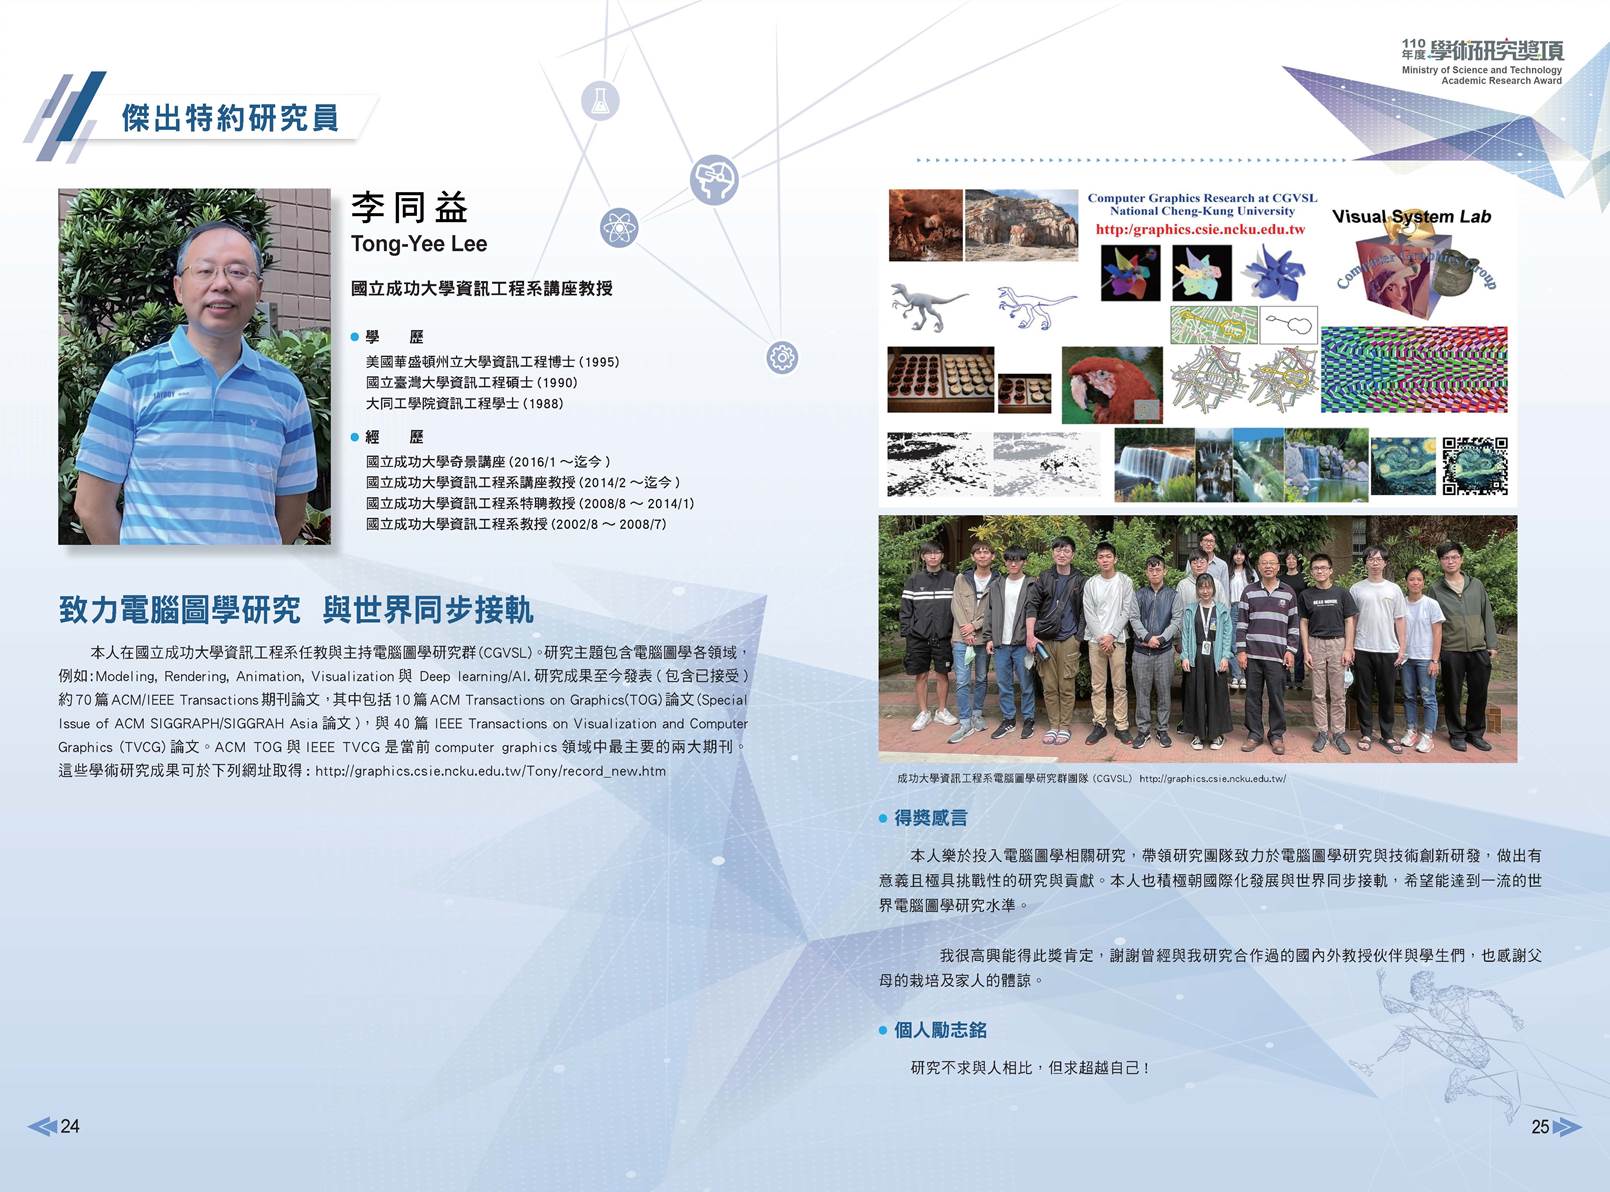 110
年度 學術研究獎項
Ministry of Science and Technology
Academic Research Award
傑出特約研究員
李同益
Tong-Yee Lee
國立成功大學資訊工程系講座教授
學　歷
美國華盛頓州立大學資訊工程博士（1995）
國立臺灣大學資訊工程碩士（1990）
大同工學院資訊工程學士（1988）
經　歷
國立成功大學奇景講座（2016/1～迄今）
國立成功大學資訊工程系講座教授（2014/2～迄今）
國立成功大學資訊工程系特聘教授（2008/8～2014/1）
國立成功大學資訊工程系教授（2002/8～2008/7）
致力電腦圖學研究 與世界同步接軌
本人在國立成功大學資訊工程系任教與主持電腦圖學研究群（CGVSL）。研究主題包含電腦圖學各領域，
例如：Modeling, Rendering, Animation, Visualization 與 Deep learning/AI. 研究成果至今發表（包含已接受）
約 70 篇 ACM/IEEE Transactions 期刊論文，其中包括 10 篇 ACM Transactions on Graphics(TOG) 論文（Special
Issue of ACM SIGGRAPH/SIGGRAH Asia 論文），與 40 篇 IEEE Transactions on Visualization and Computer
Graphics (TVCG) 論文。ACM TOG 與 IEEE TVCG 是當前 computer graphics 領域中最主要的兩大期刊。
這些學術研究成果可於下列網址取得：http://graphics.csie.ncku.edu.tw/Tony/record_new.htm
24
Computer Graphics Research at CGVSL
National Cheng-Kung University
http:/graphics.csie.ncku.edu.tw
Visual System Lab
Computer Graphics Group
成功大學資訊工程系電腦圖學研究群團隊（CGVSL） http://graphics.csie.ncku.edu.tw/
得獎感言
本人樂於投入電腦圖學相關研究，帶領研究團隊致力於電腦圖學研究與技術創新研發，做出有
意義且極具挑戰性的研究與貢獻。本人也積極朝國際化發展與世界同步接軌，希望能達到一流的世
界電腦圖學研究水準。
我很高興能得此獎肯定，謝謝曾經與我研究合作過的國內外教授伙伴與學生們，也感謝父
母的栽培及家人的體諒。
個人勵志銘
研究不求與人相比，但求超越自己！
25